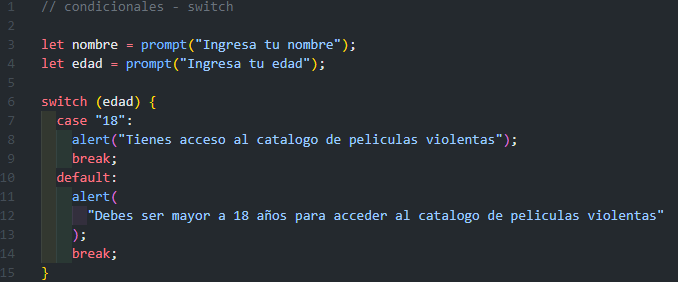 1 // condicionales - switch
2
3 let nombre = prompt("Ingresa tu nombre");
4 let edad = prompt("Ingresa tu edad");
5
6 switch (edad) {
7   case "18":
8     alert("Tienes acceso al catalogo de peliculas violentas");
9     break;
10   default:
11     alert(
12       "Debes ser mayor a 18 años para acceder al catalogo de peliculas violentas"
13     );
14     break;
15 }